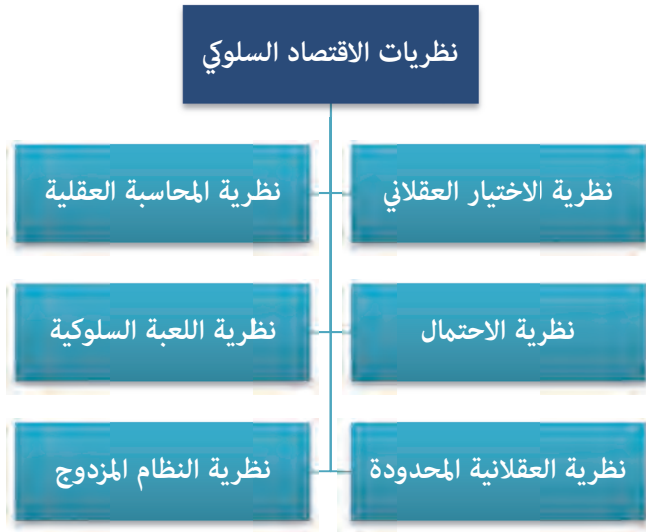 نظريات الاقتصاد السلوكي
نظرية الاختيار العقلاني
نظرية المحاسبة العقلية
نظرية الاحتمال
نظرية اللعبة السلوكية
نظرية العقلانية المحدودة
نظرية النظام المزدوج